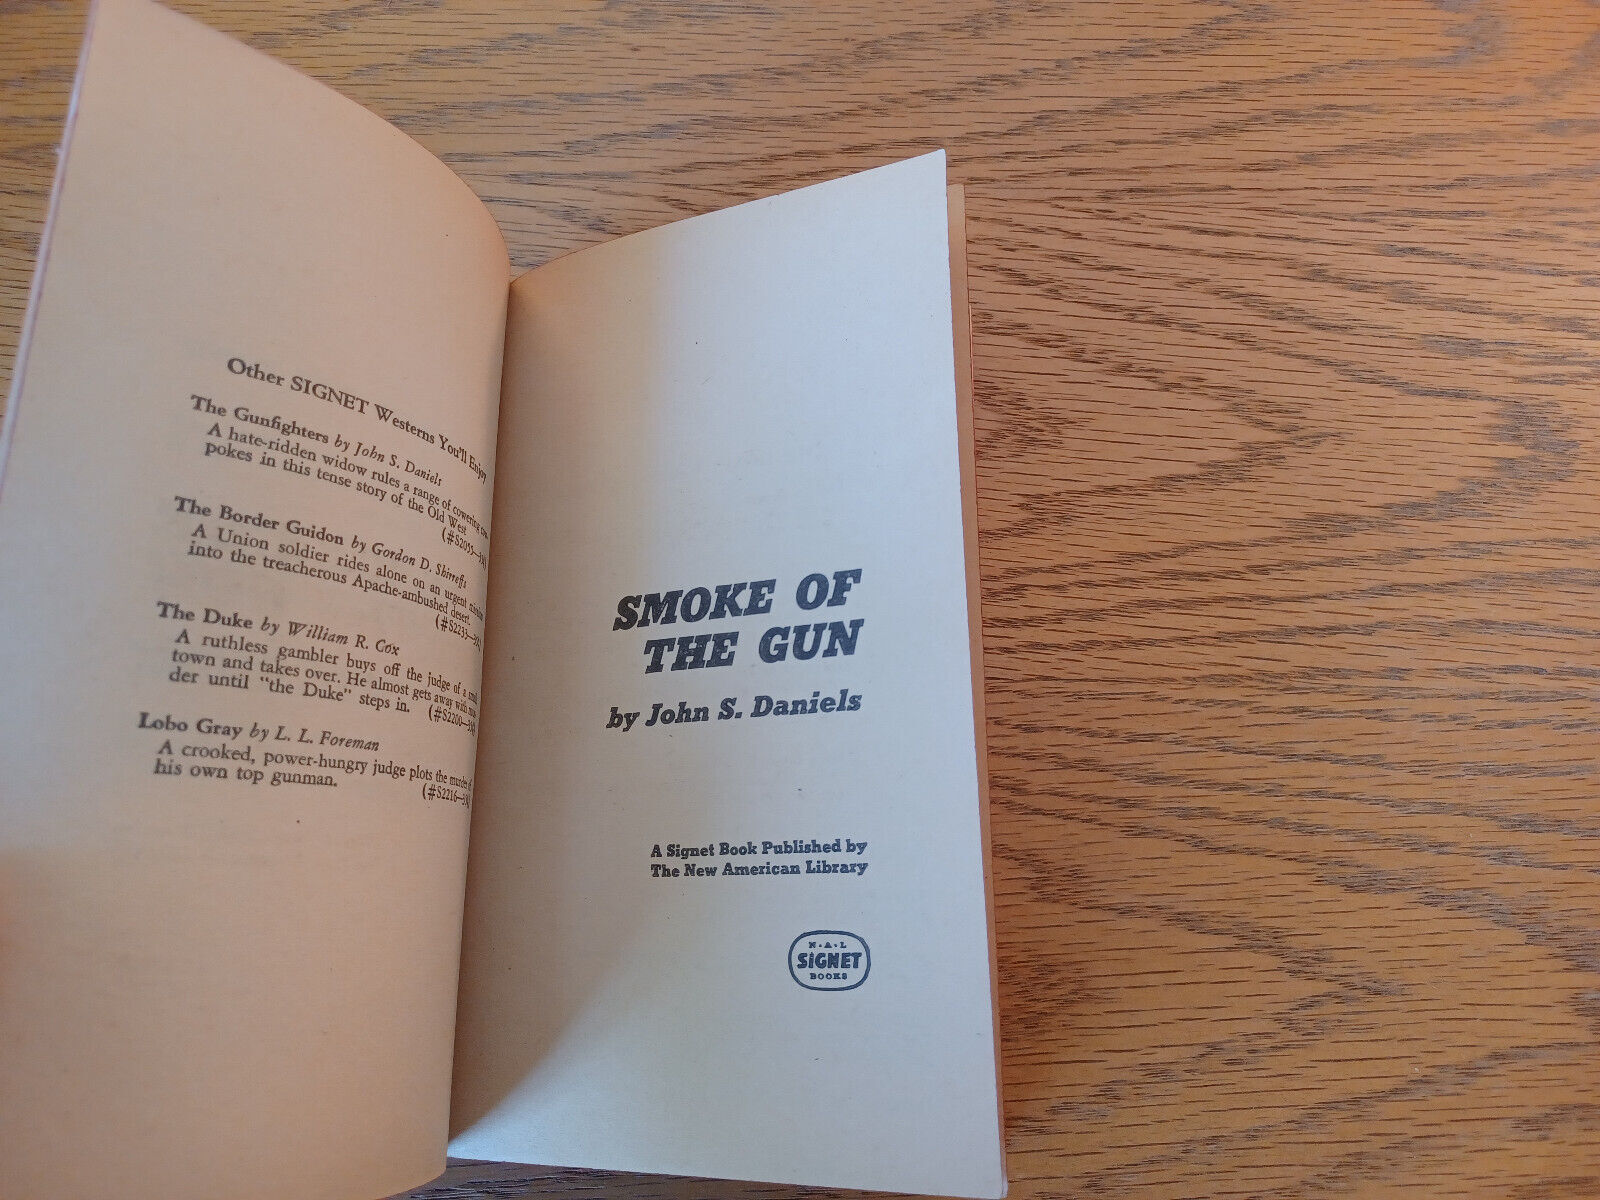 Other SIGNET Westerns You'll Enjoy
The Gunfighters by John S. Daniels
A hate-ridden widow rules a range of cowering
pokes in this tense story of the Old West
(#S2055—
The Border Guidon by Gordon D. Shirreffs
A Union soldier rides alone on an urgent
into the treacherous Apache-ambushed desert.
(#S2233—
The Duke by William R. Cox
A ruthless gambler buys off the judge of a small
town and takes over. He almost gets away with
der until "the Duke" steps in. (#S2200—
Lobo Gray by L. L. Foreman
A crooked, power-hungry judge plots the murder of
his own top gunman.
(#S2216—
SMOKE OF
THE GUN
by John S. Daniels
A Signet Book Published by
The New American Library
N·A·L
SIGNET
BOOKS